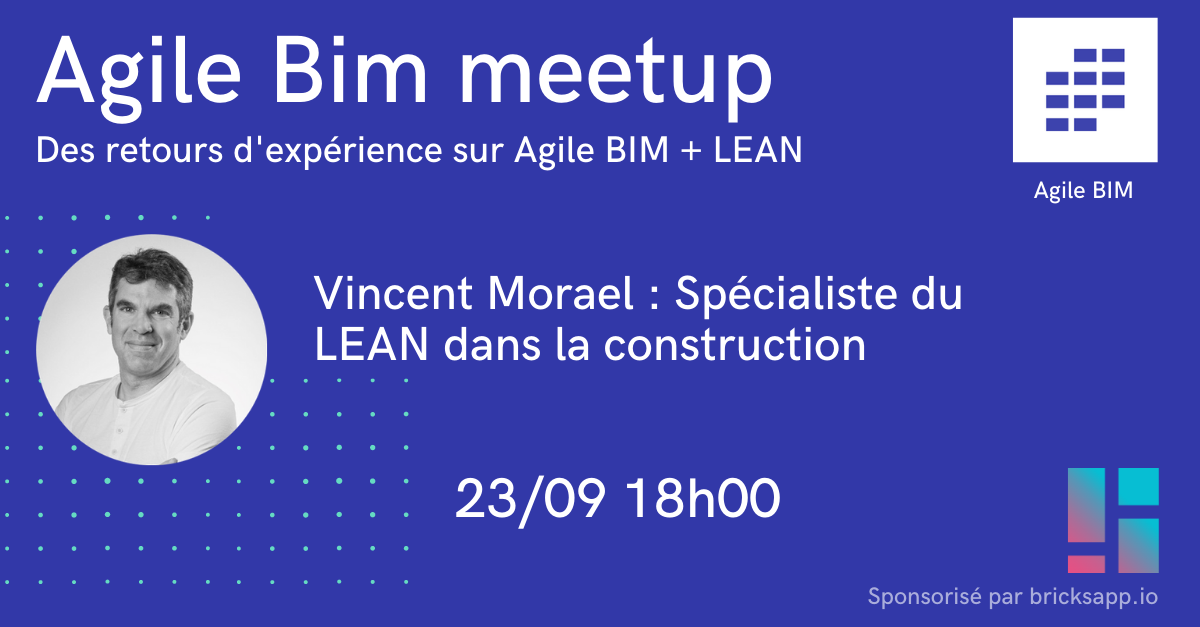 Agile Bim meetup
Des retours d'expérience sur Agile BIM + LEAN
Agile BIM
Vincent Morael : Spécialiste du
LEAN dans la construction
23/09 18h00
Sponsorisé par bricksapp.io